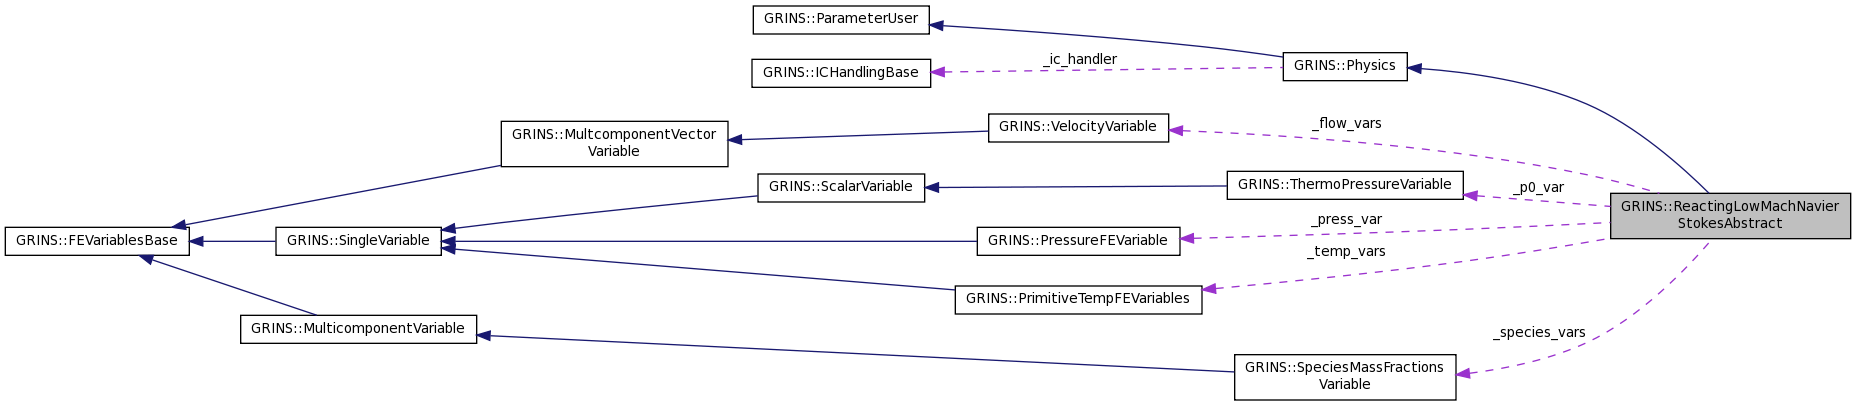 GRINS::ParameterUser
GRINS::ICHandlingBase
_ic_handler
GRINS::Physics
GRINS::MultcomponentVector
Variable
GRINS::VelocityVariable
_flow_vars
GRINS::ScalarVariable
GRINS::ThermoPressureVariable
_p0_var
GRINS::ReactingLowMachNavier
StokesAbstract
GRINS::FEVariablesBase
GRINS::SingleVariable
GRINS::PressureFEVariable
_press_var
_temp_vars
GRINS::PrimitiveTempFEVariables
GRINS::MulticomponentVariable
_species_vars
GRINS::SpeciesMassFractions
Variable